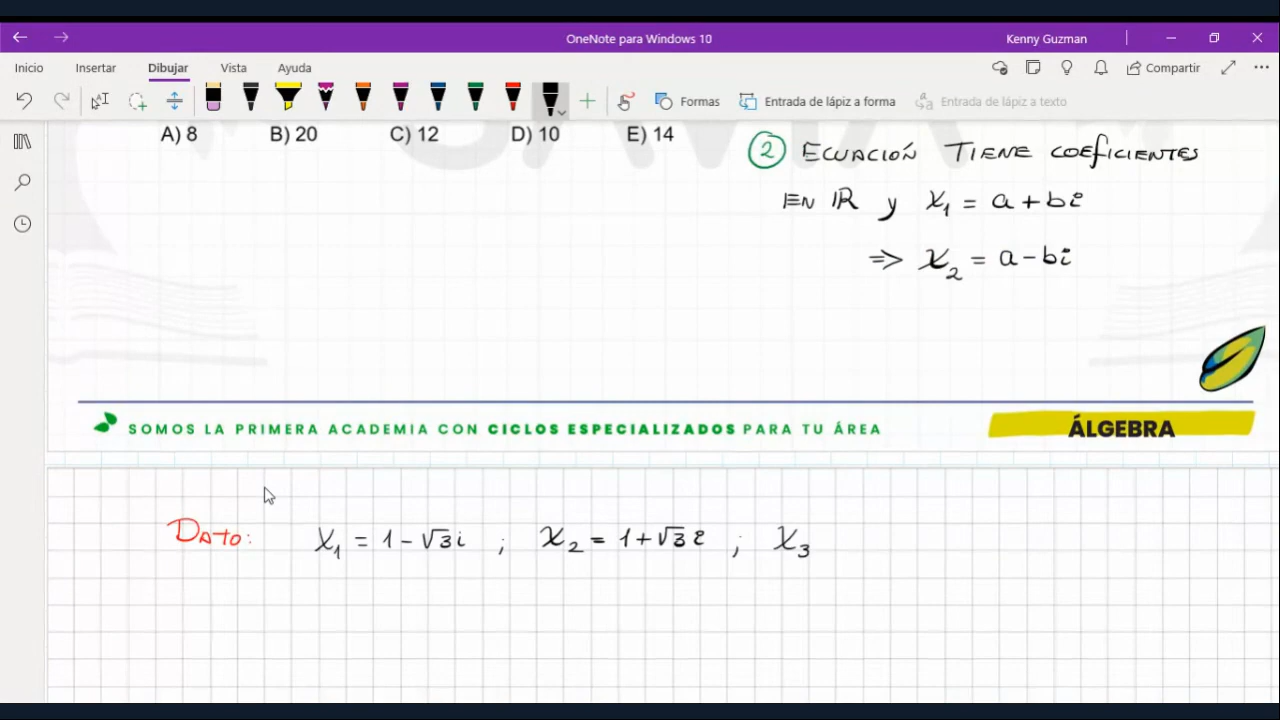 OneNote para Windows 10
Kenny Guzman
Inicio Insertar Dibujar Vista Ayuda
Compartir
Formas Entrada de lápiz a forma Entrada de lápiz a texto
A) 8 B) 20 C) 12 D) 10 E) 14
2 ECUACIÓN TIENE COEFICIENTES
EN ℝ y x₁ = a + bi
⇒ x₂ = a - bi
SOMOS LA PRIMERA ACADEMIA CON CICLOS ESPECIALIZADOS PARA TU ÁREA
ÁLGEBRA
DATO: x₁ = 1 - √3i ; x₂ = 1 + √3i ; x₃